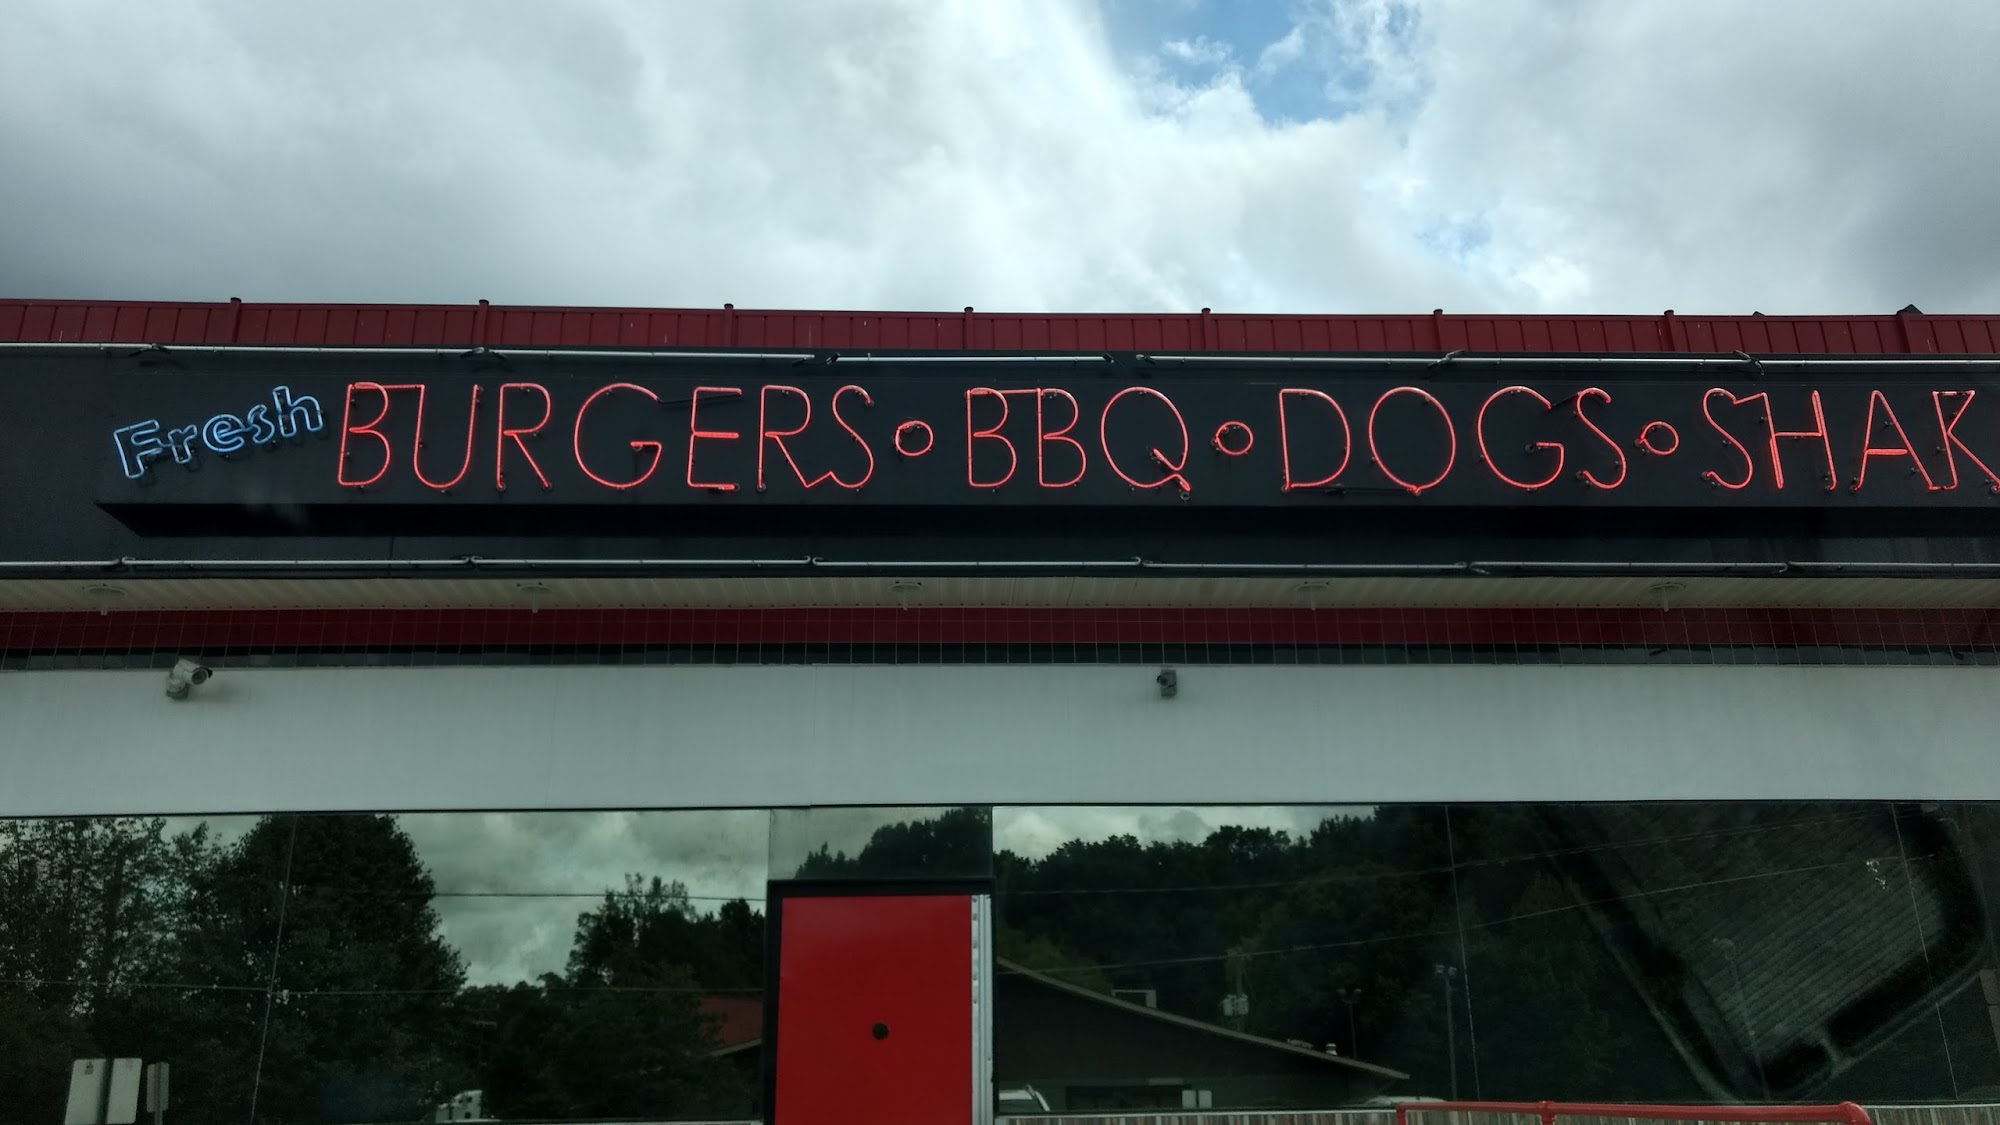 Fresh BURGERS • BBQ • DOGS • SHAK